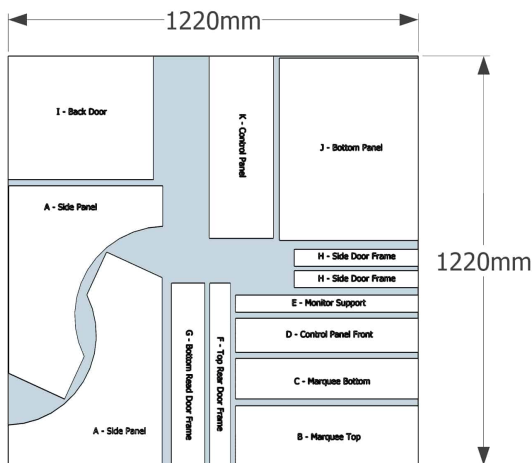 1220mm
I - Back Door
K - Control Panel
J - Bottom Panel
A - Side Panel
H - Side Door Frame
1220mm
H - Side Door Frame
E - Monitor Support
G - Bottom Read Door Frame
F - Top Rear Door Frame
D - Control Panel Front
C - Marquee Bottom
A - Side Panel
B - Marquee Top